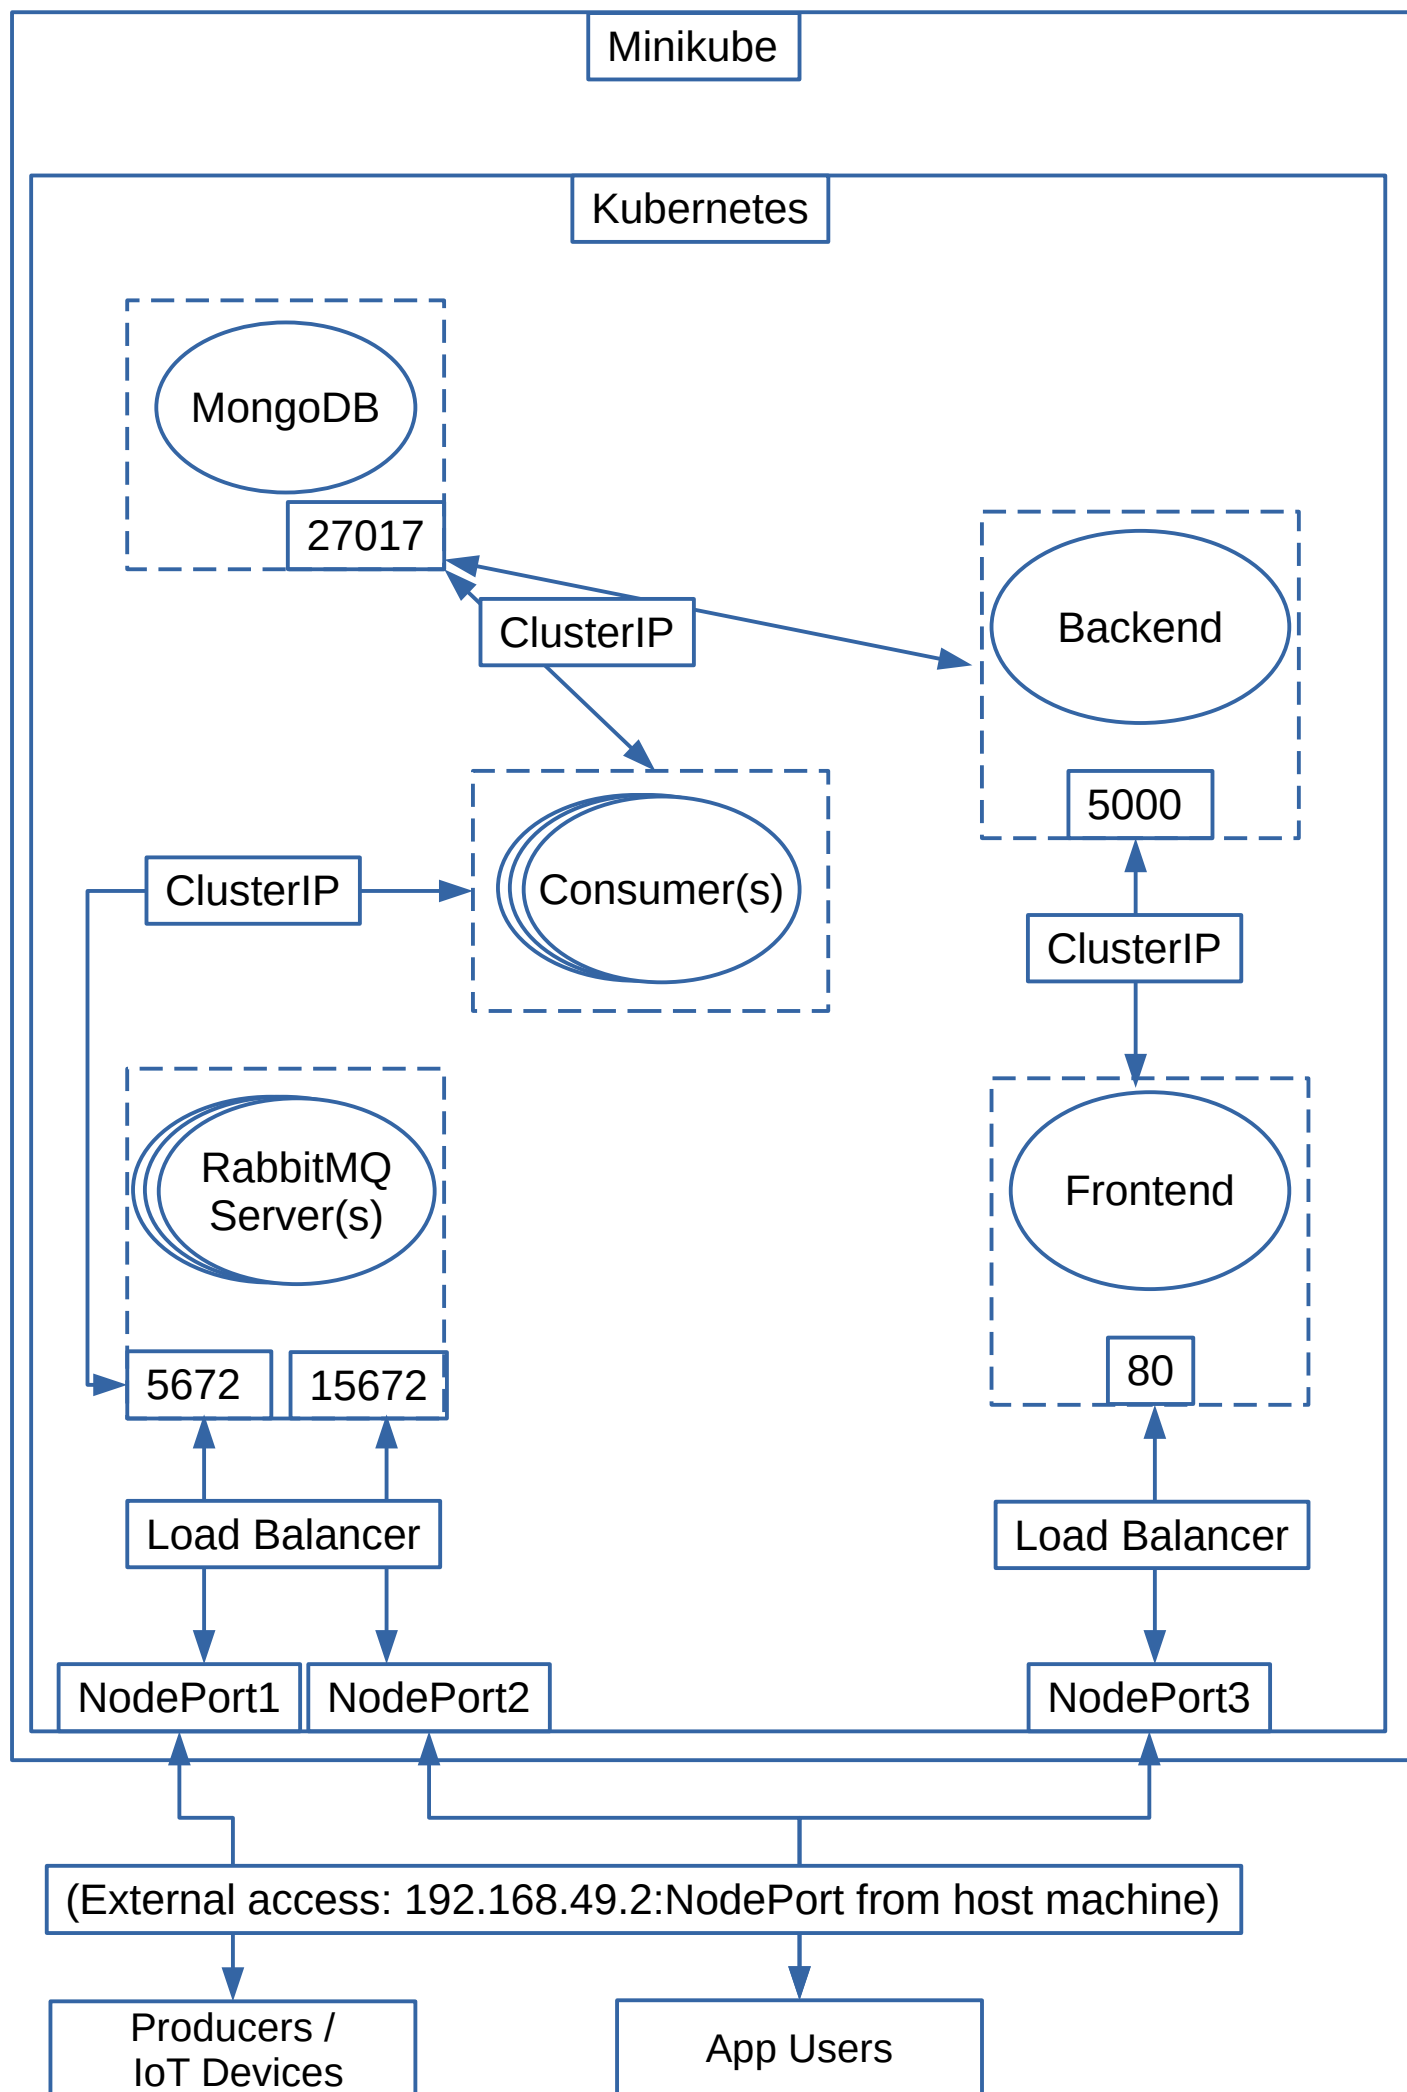 Minikube
Kubernetes
MongoDB
27017
ClusterIP
Backend
5000
ClusterIP
Consumer(s)
ClusterIP
RabbitMQ
Server(s)
Frontend
5672
15672
80
Load Balancer
Load Balancer
NodePort1
NodePort2
NodePort3
(External access: 192.168.49.2:NodePort from host machine)
Producers /
IoT Devices
App Users